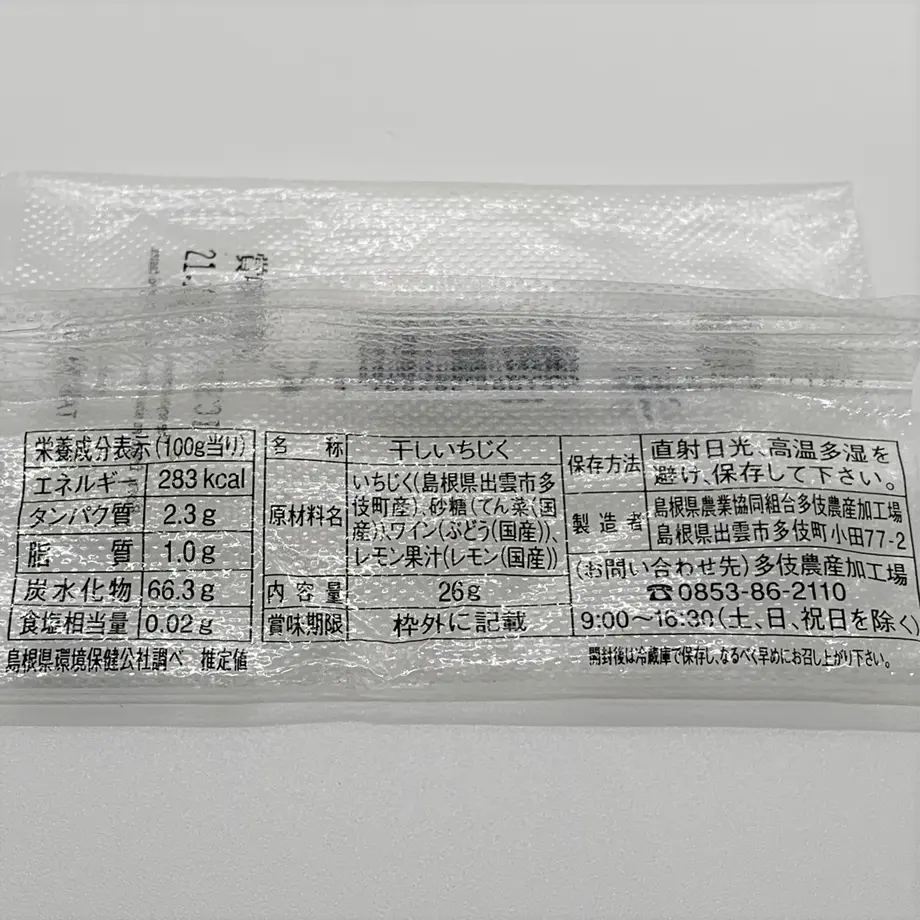 賞
21.
栄養成分表示(100g当り)
エネルギー 283kcal
タンパク質 2.3g
脂質 1.0g
炭水化物 66.3g
食塩相当量 0.02g
島根県環境保健公社調べ 推定値
名称 干しいちじく
原材料名 いちじく(島根県出雲市多
伎町産)、砂糖(てん菜(国
産))、ワイン(ぶどう(国産))、
レモン果汁(レモン(国産))
内容量 26g
賞味期限 枠外に記載
保存方法 直射日光、高温多湿を
避け、保存して下さい。
製造者 島根県農業協同組合多伎農産加工場
島根県出雲市多伎町小田77-2
(お問い合わせ先)多伎農産加工場
☎0853-86-2110
9:00〜16:30(土、日、祝日を除く)
開封後は冷蔵庫で保存し、なるべく早めにお召し上がり下さい。